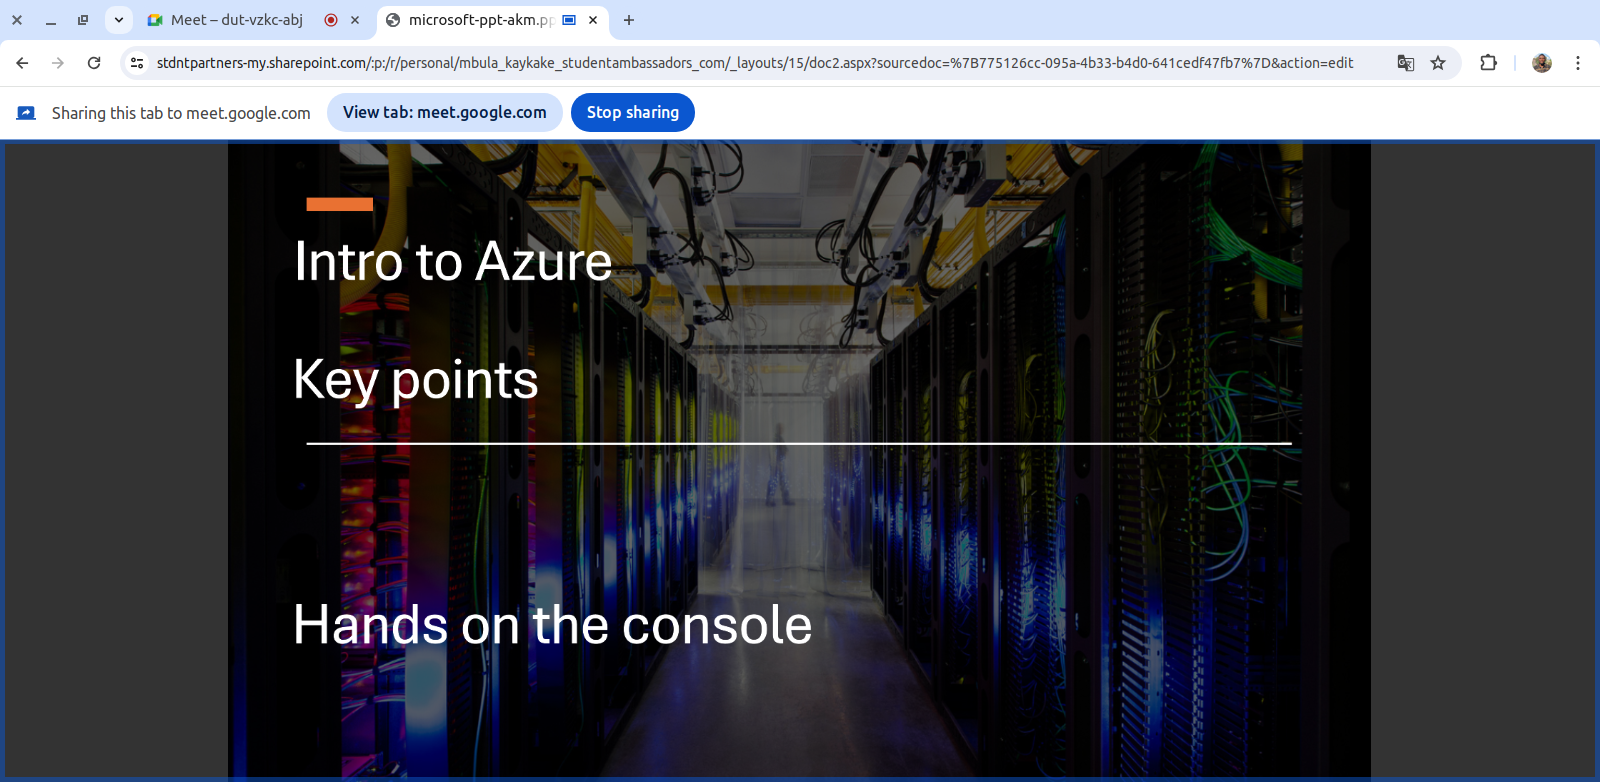 Meet – dut-vzkc-abj
microsoft-ppt-akm.pp
stdntpartners-my.sharepoint.com/:p:/r/personal/mbula_kaykake_studentambassadors_com/_layouts/15/doc2.aspx?sourcedoc=%7B775126cc-095a-4b33-b4d0-641cedf47fb7%7D&action=edit
Sharing this tab to meet.google.com
View tab: meet.google.com
Stop sharing
Intro to Azure
Key points
Hands on the console